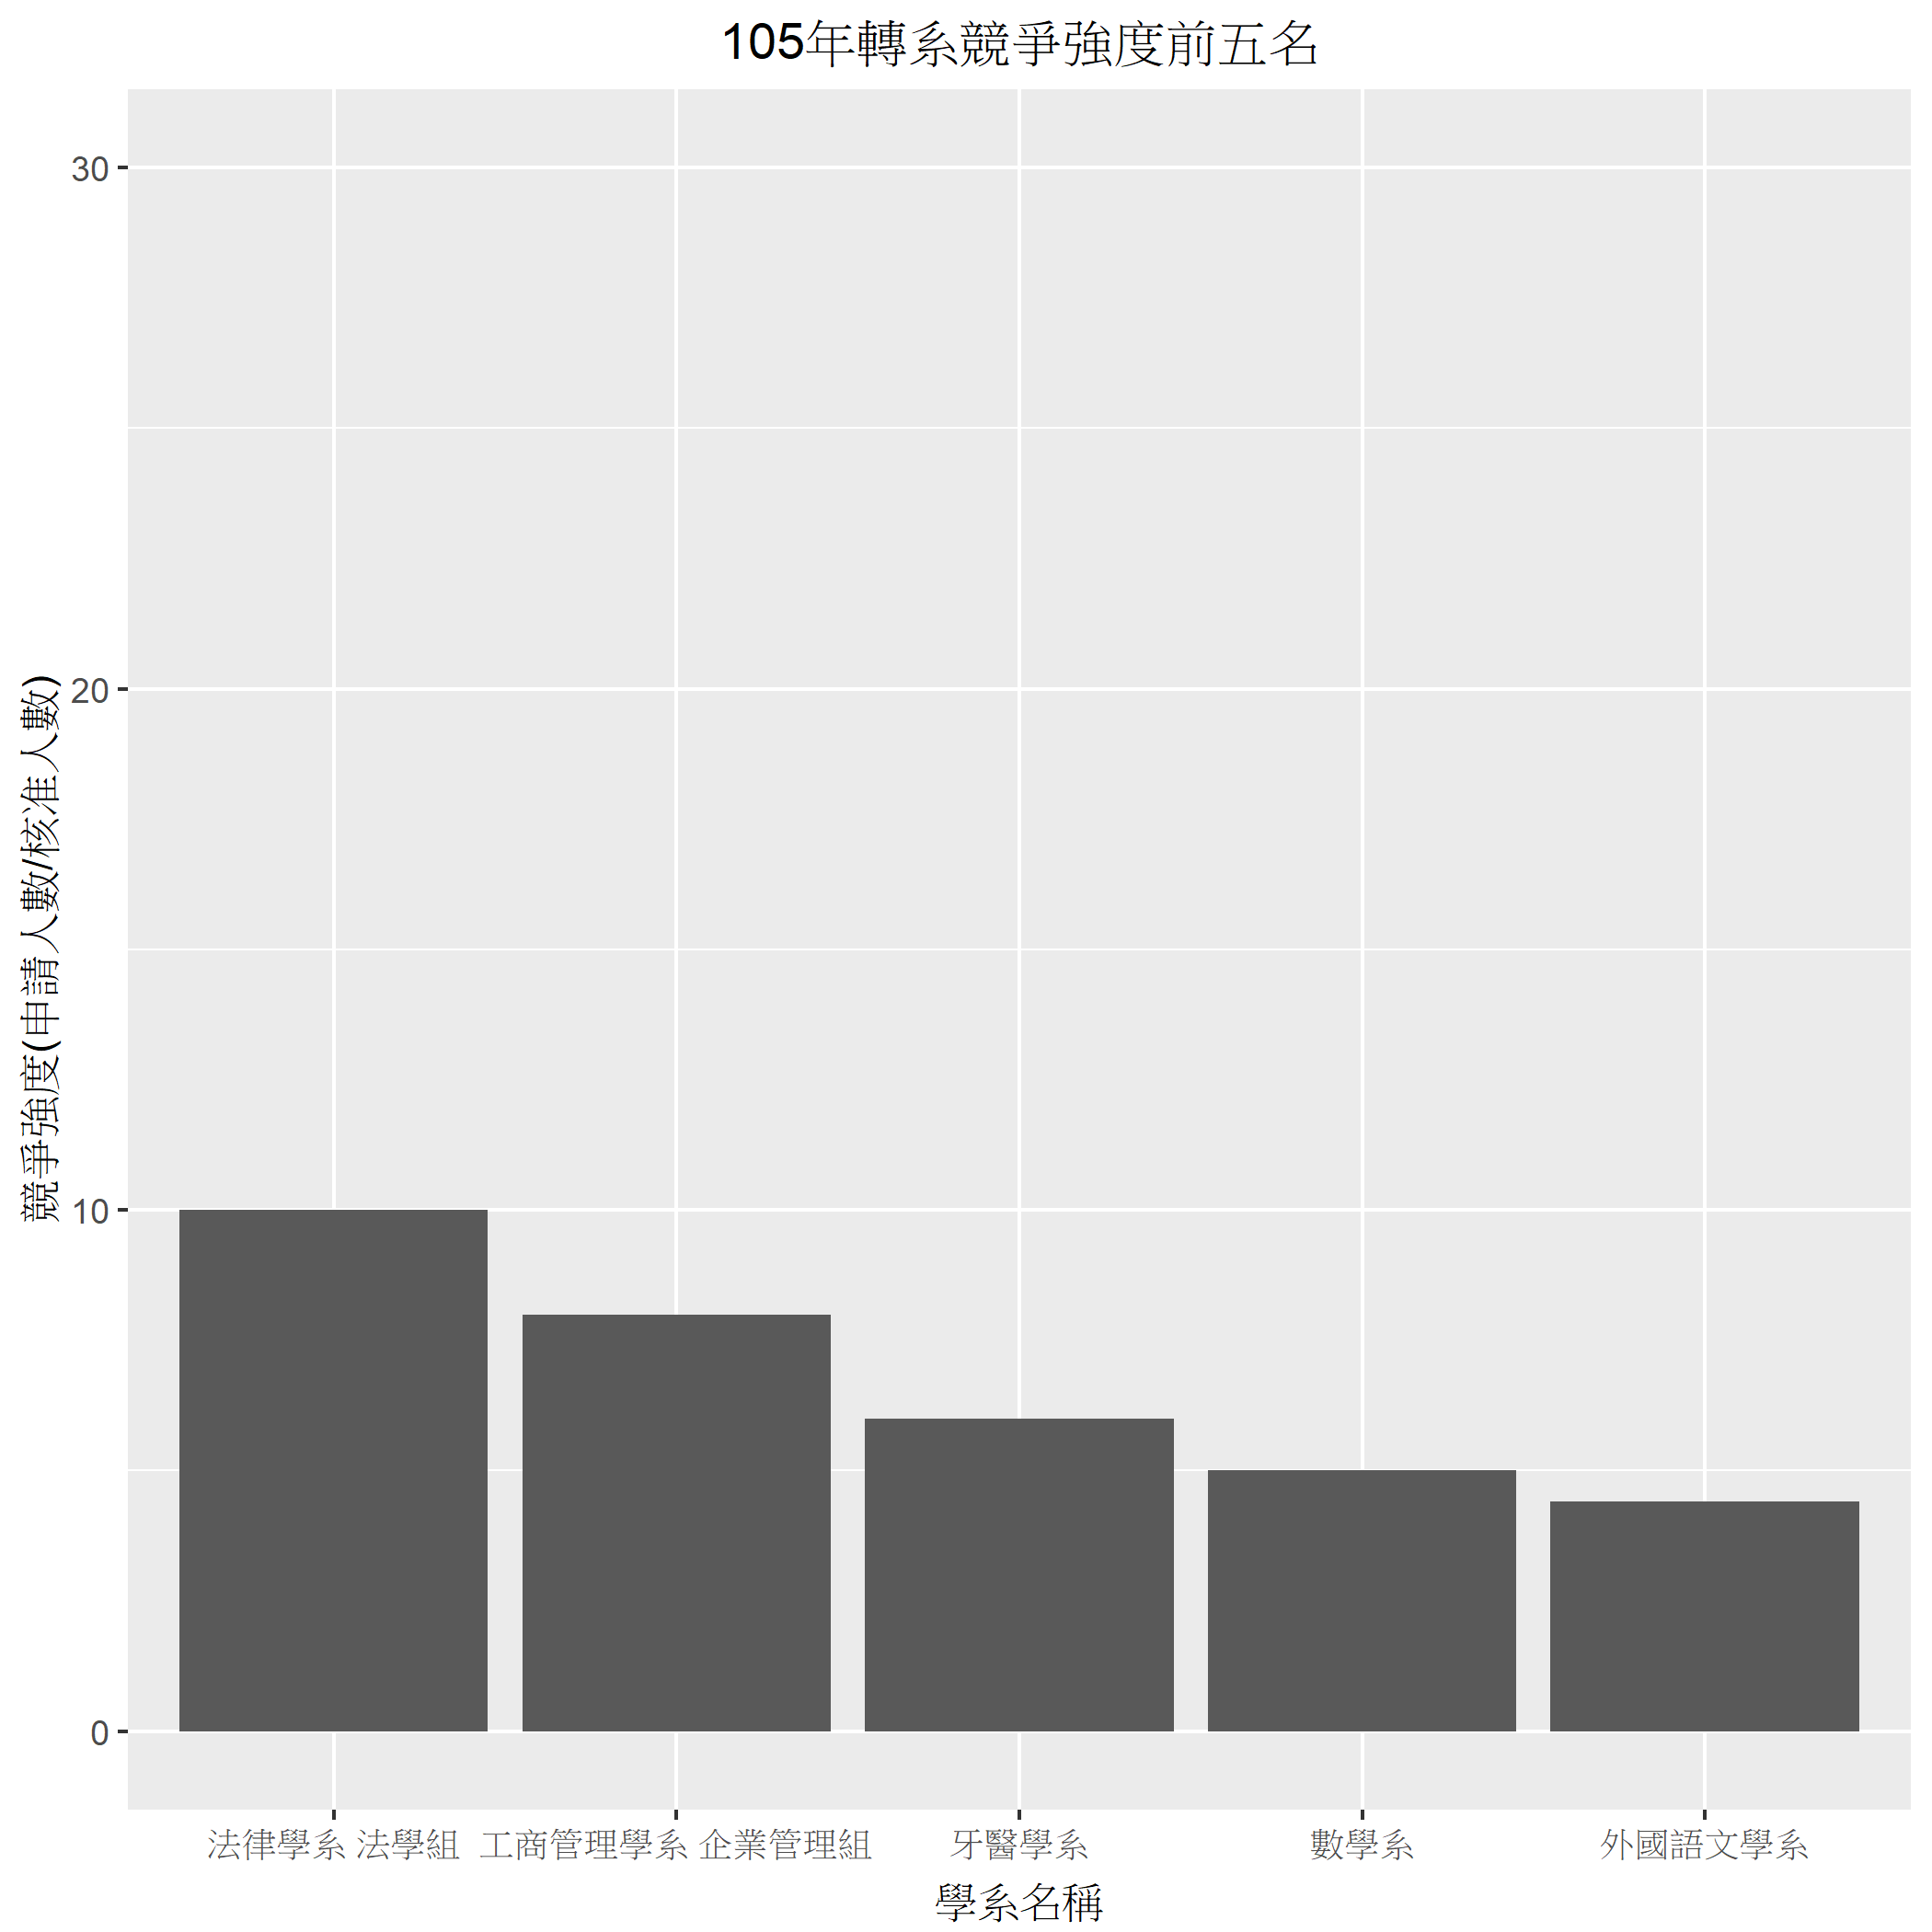 105年轉系競爭強度前五名
競爭強度(申請人數/核准人數)
30
20
10
0
法律學系 法學組 工商管理學系 企業管理組 牙醫學系 數學系 外國語文學系
學系名稱